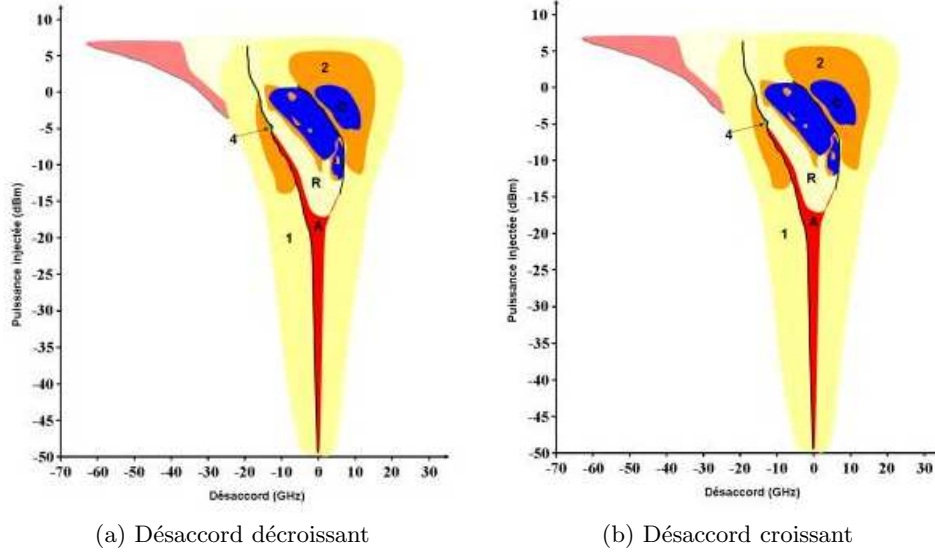 10
5
0
-5
-10
-15
-20
-25
-30
-35
-40
-45
-50
Puissance injectée (dBm)
2
4
R
A
1
-70 -60 -50 -40 -30 -20 -10 0 10 20 30
Désaccord (GHz)
(a) Désaccord décroissant
10
5
0
-5
-10
-15
-20
-25
-30
-35
-40
-45
-50
Puissance injectée (dBm)
2
4
R
A
1
-70 -60 -50 -40 -30 -20 -10 0 10 20 30
Désaccord (GHz)
(b) Désaccord croissant